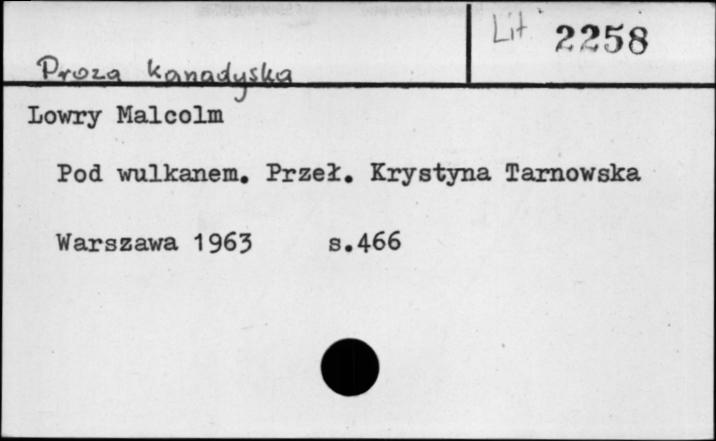 Lit 2258
Proza kanadyjska
Lowry Malcolm
Pod wulkanem. Przeł. Krystyna Tarnowska
Warszawa 1963 s.466